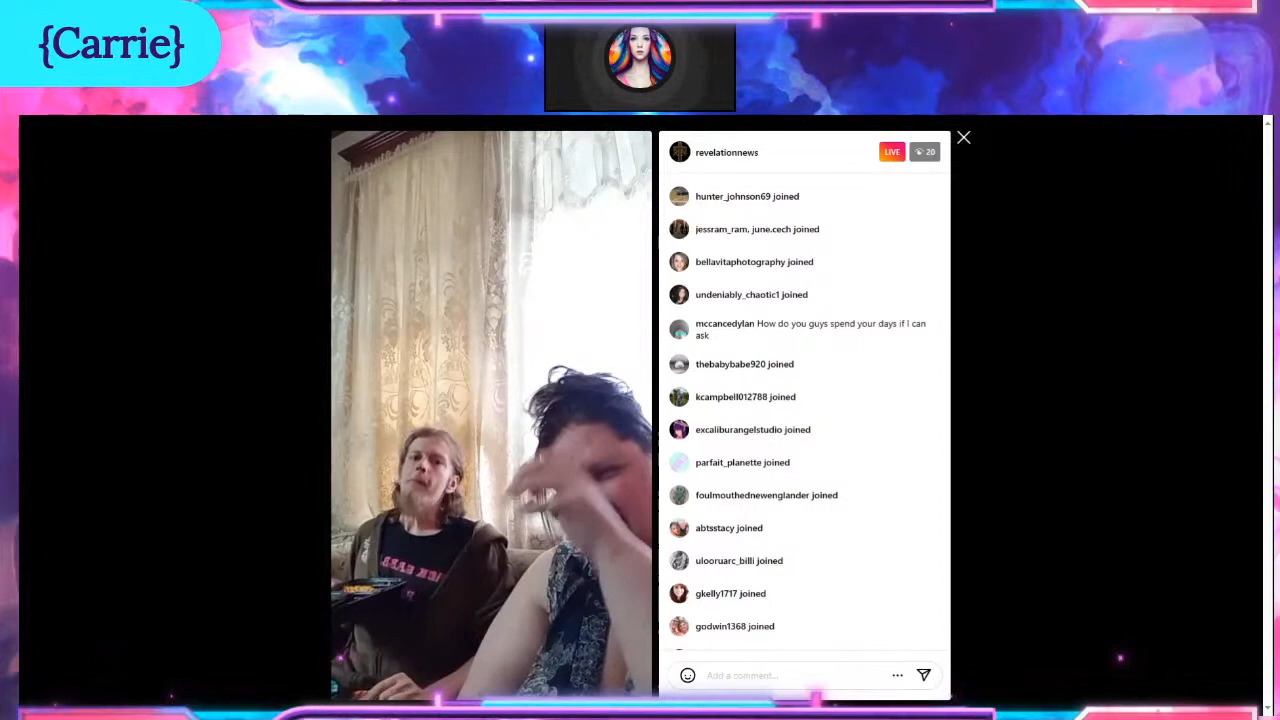 {Carrie}
revelationnews
LIVE
20
hunter_johnson69 joined
jessram_ram, june.cech joined
bellavitaphotography joined
undeniably_chaotic1 joined
mccancedylan How do you guys spend your days if I can
ask
thebabybabe920 joined
kcampbell012788 joined
excaliburangelstudio joined
parfait_planette joined
foulmouthednewenglander joined
abtsstacy joined
ulooruarc_billi joined
gkelly1717 joined
godwin1368 joined
Add a comment...